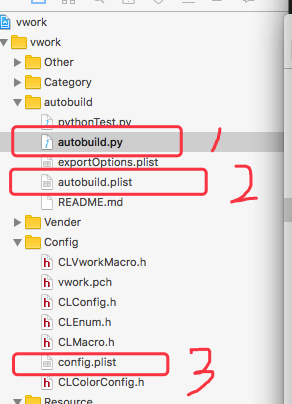 vwork
vwork
Other
Category
autobuild
pythonTest.py
autobuild.py
1
exportOptions.plist
autobuild.plist
2
README.md
Vender
Config
CLVworkMacro.h
vwork.pch
CLConfig.h
CLEnum.h
CLMacro.h
config.plist
3
CLColorConfig.h
Resource